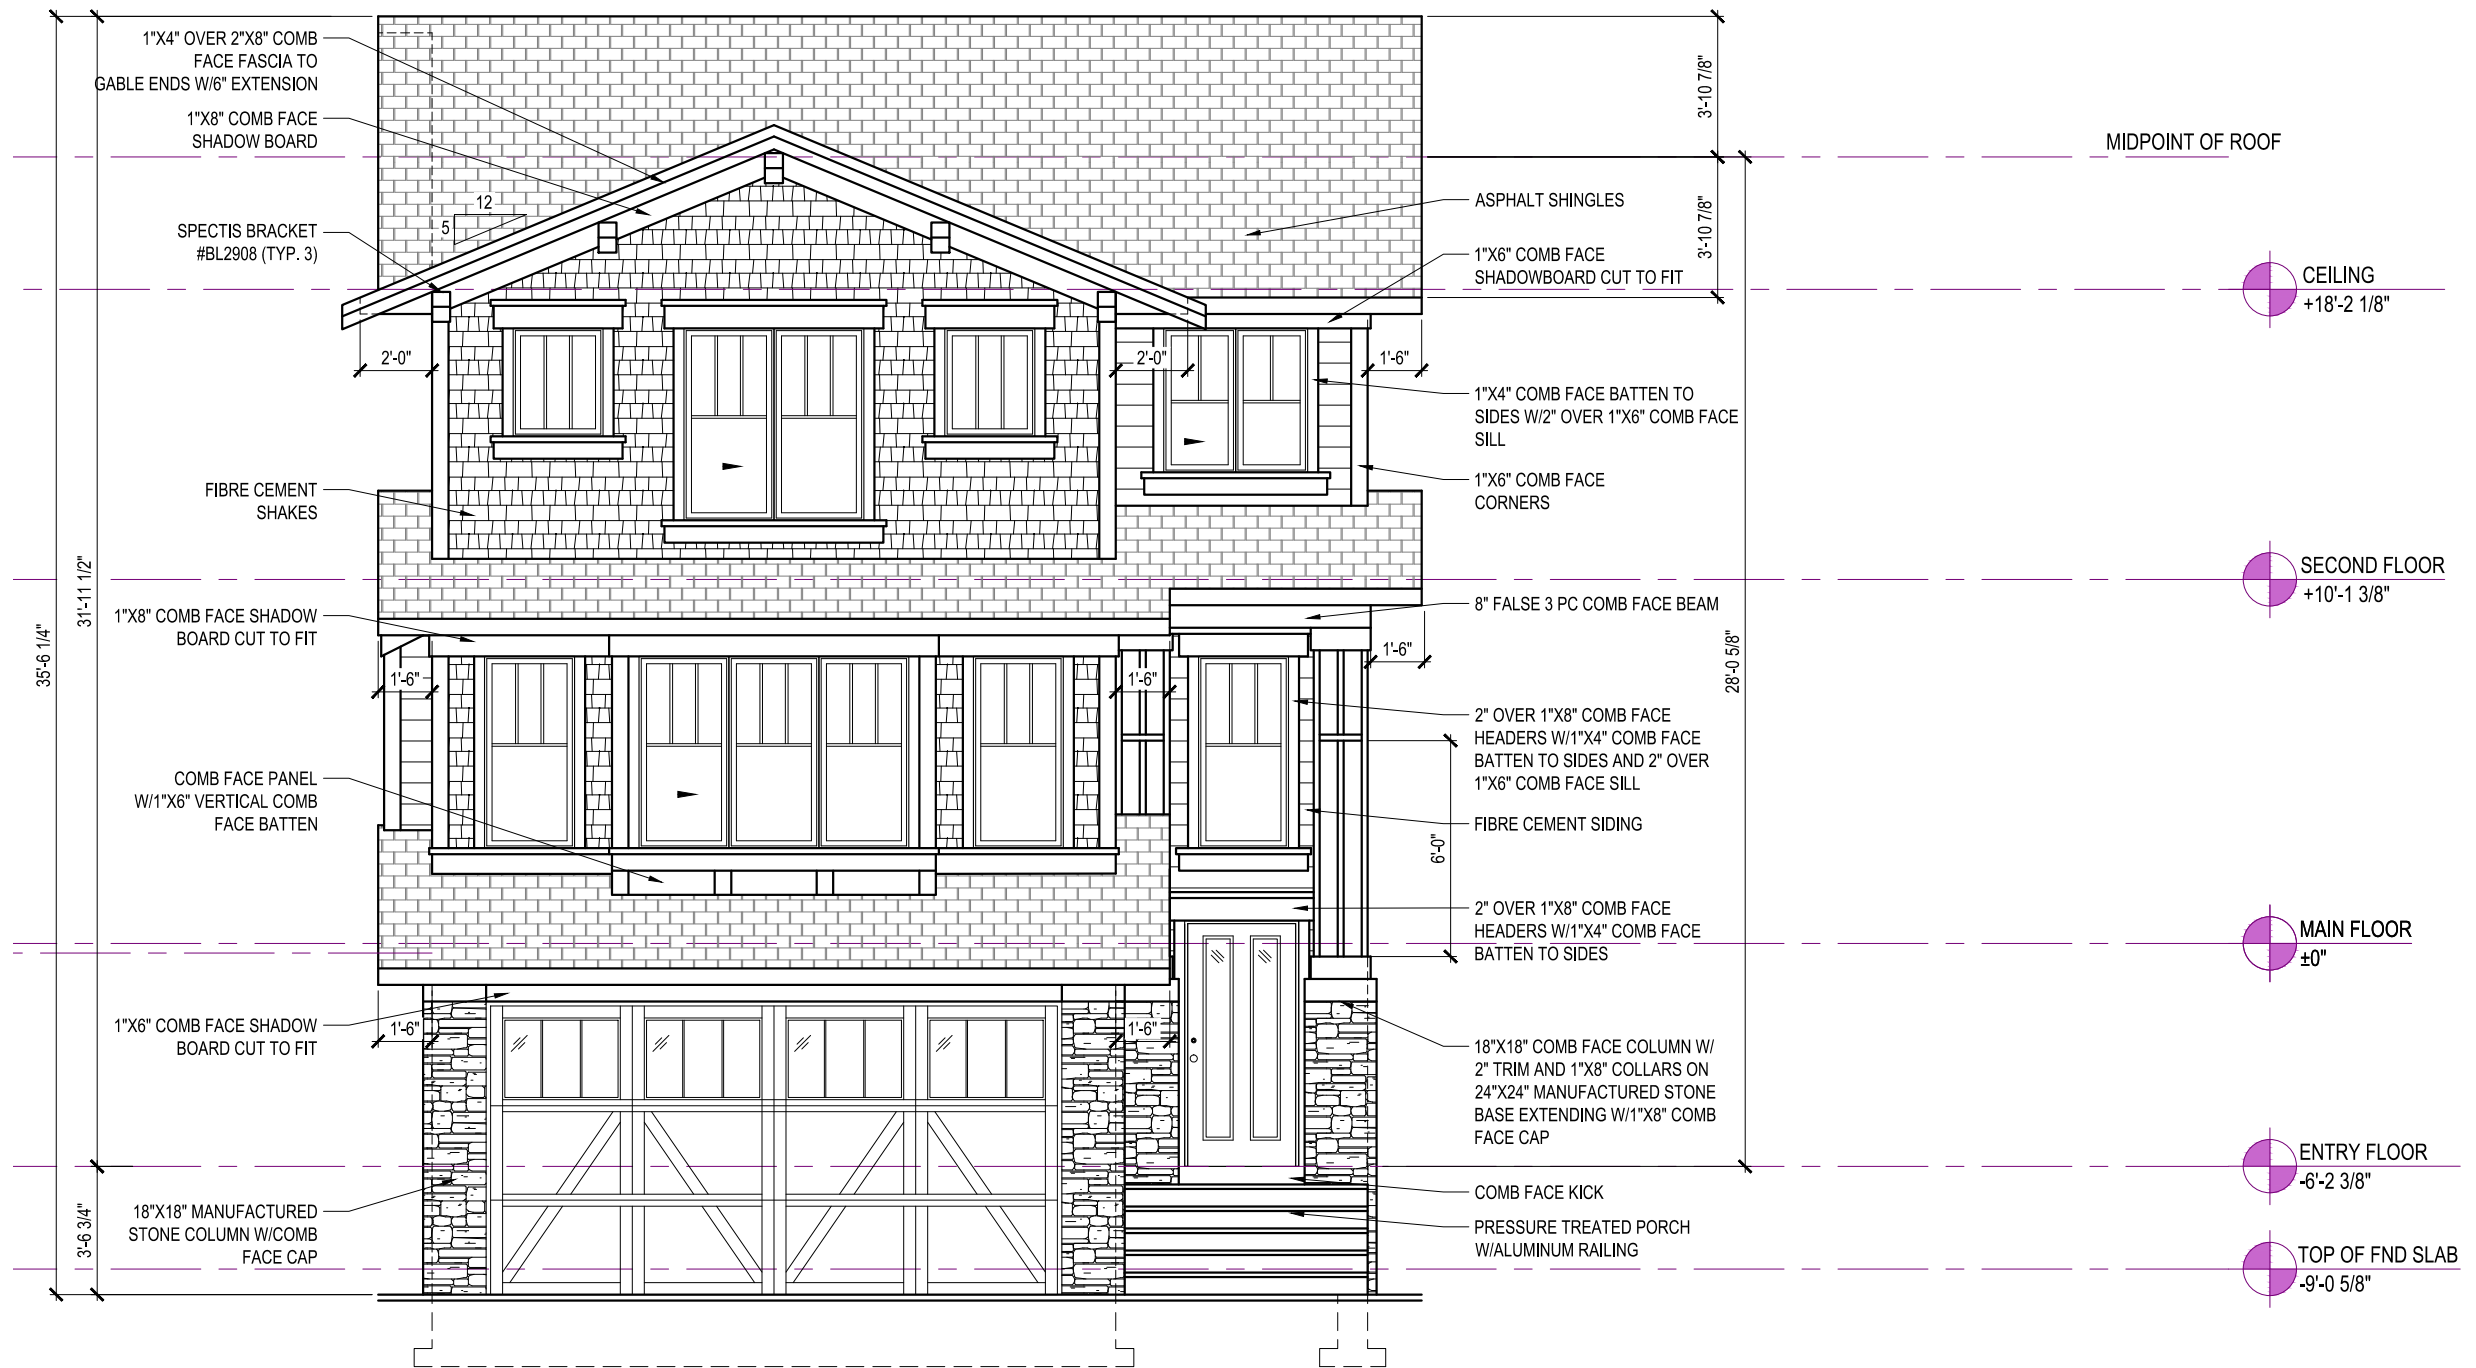 1"X4" OVER 2"X8" COMB
FACE FASCIA TO
GABLE ENDS W/6" EXTENSION
1"X8" COMB FACE
SHADOW BOARD
12
5
SPECTIS BRACKET
#BL2908 (TYP. 3)
2'-0"
2'-0"
1'-6"
FIBRE CEMENT
SHAKES
31'-11 1/2"
35'-6 1/4"
1"X8" COMB FACE SHADOW
BOARD CUT TO FIT
1'-6"
1'-6"
1'-6"
COMB FACE PANEL
W/1"X6" VERTICAL COMB
FACE BATTEN
1"X6" COMB FACE SHADOW
BOARD CUT TO FIT
1'-6"
1'-6"
18"X18" MANUFACTURED
STONE COLUMN W/COMB
FACE CAP
3'-6 3/4"
3'-10 7/8"
3'-10 7/8"
MIDPOINT OF ROOF
ASPHALT SHINGLES
1"X6" COMB FACE
SHADOWBOARD CUT TO FIT
CEILING
+18'-2 1/8"
1"X4" COMB FACE BATTEN TO
SIDES W/2" OVER 1"X6" COMB FACE
SILL
1"X6" COMB FACE
CORNERS
SECOND FLOOR
+10'-1 3/8"
8" FALSE 3 PC COMB FACE BEAM
28'-0 5/8"
2" OVER 1"X8" COMB FACE
HEADERS W/1"X4" COMB FACE
BATTEN TO SIDES AND 2" OVER
1"X6" COMB FACE SILL
FIBRE CEMENT SIDING
6'-0"
2" OVER 1"X8" COMB FACE
HEADERS W/1"X4" COMB FACE
BATTEN TO SIDES
MAIN FLOOR
±0"
18"X18" COMB FACE COLUMN W/
2" TRIM AND 1"X8" COLLARS ON
24"X24" MANUFACTURED STONE
BASE EXTENDING W/1"X8" COMB
FACE CAP
ENTRY FLOOR
-6'-2 3/8"
COMB FACE KICK
PRESSURE TREATED PORCH
W/ALUMINUM RAILING
TOP OF FND SLAB
-9'-0 5/8"